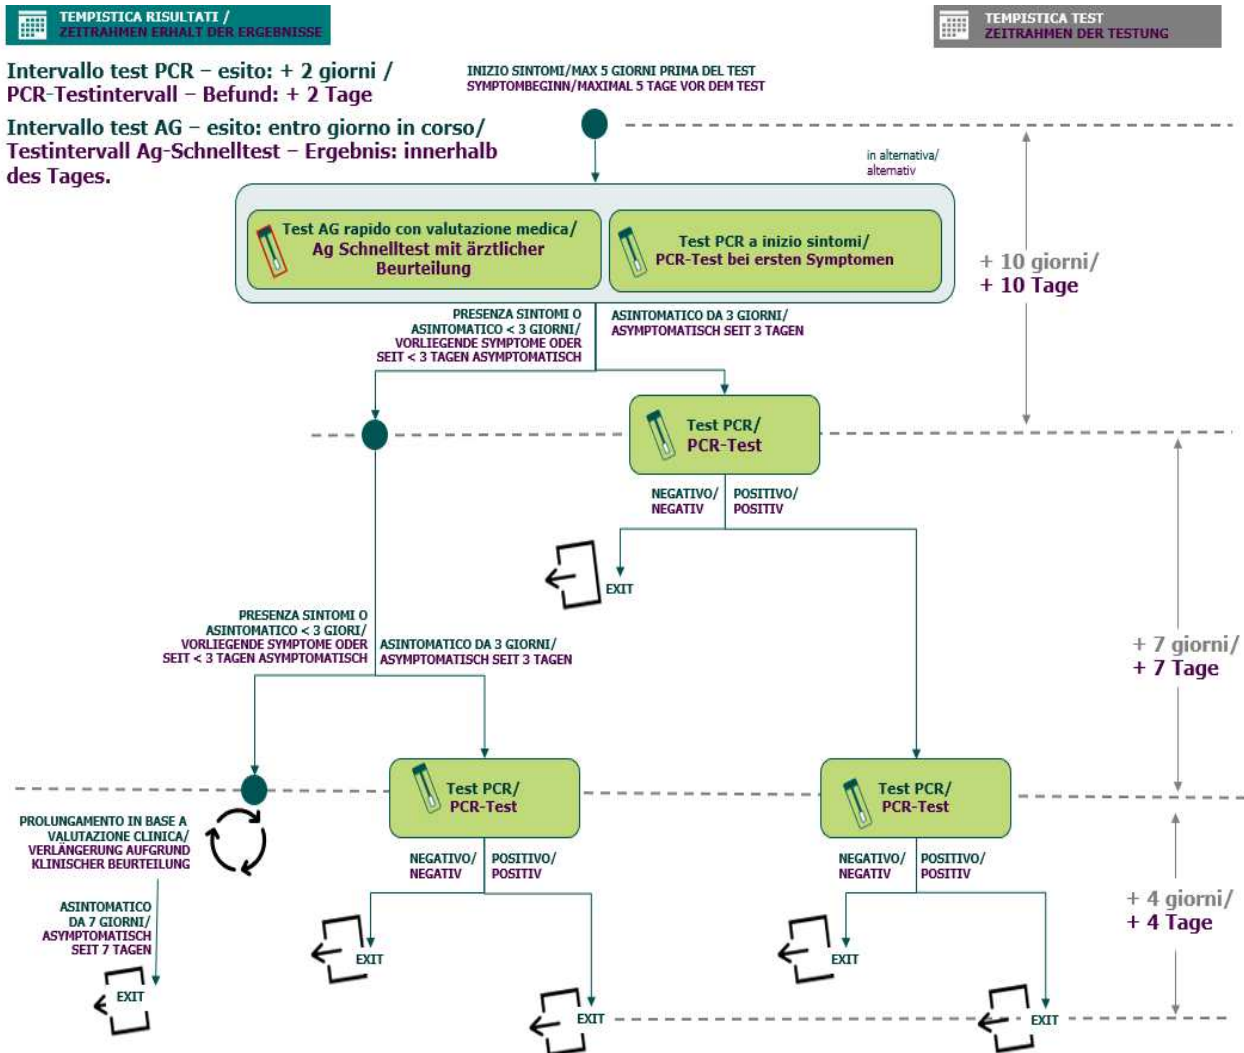 TEMPISTICA RISULTATI /
ZEITRAHMEN ERHALT DER ERGEBNISSE
TEMPISTICA TEST
ZEITRAHMEN DER TESTUNG
Intervallo test PCR – esito: + 2 giorni /
PCR-Testintervall – Befund: + 2 Tage
Intervallo test AG – esito: entro giorno in corso/
Testintervall Ag-Schnelltest – Ergebnis: innerhalb
des Tages.
INIZIO SINTOMI/MAX 5 GIORNI PRIMA DEL TEST
SYMPTOMBEGINN/MAXIMAL 5 TAGE VOR DEM TEST
in alternativa/
alternativ
Test AG rapido con valutazione medica/
Ag Schnelltest mit ärztlicher
Beurteilung
Test PCR a inizio sintomi/
PCR-Test bei ersten Symptomen
+ 10 giorni/
+ 10 Tage
PRESENZA SINTOMI O
ASINTOMATICO < 3 GIORNI/
VORLIEGENDE SYMPTOME ODER
SEIT < 3 TAGEN ASYMPTOMATISCH
ASINTOMATICO DA 3 GIORNI/
ASYMPTOMATISCH SEIT 3 TAGEN
Test PCR/
PCR-Test
NEGATIVO/
NEGATIV
POSITIVO/
POSITIV
EXIT
PRESENZA SINTOMI O
ASINTOMATICO < 3 GIORI/
VORLIEGENDE SYMPTOME ODER
SEIT < 3 TAGEN ASYMPTOMATISCH
ASINTOMATICO DA 3 GIORNI/
ASYMPTOMATISCH SEIT 3 TAGEN
+ 7 giorni/
+ 7 Tage
Test PCR/
PCR-Test
Test PCR/
PCR-Test
PROLUNGAMENTO IN BASE A
VALUTAZIONE CLINICA/
VERLÄNGERUNG AUFGRUND
KLINISCHER BEURTEILUNG
NEGATIVO/
NEGATIV
POSITIVO/
POSITIV
NEGATIVO/
NEGATIV
POSITIVO/
POSITIV
+ 4 giorni/
+ 4 Tage
ASINTOMATICO
DA 7 GIORNI/
ASYMPTOMATISCH
SEIT 7 TAGEN
EXIT
EXIT
EXIT
EXIT
EXIT